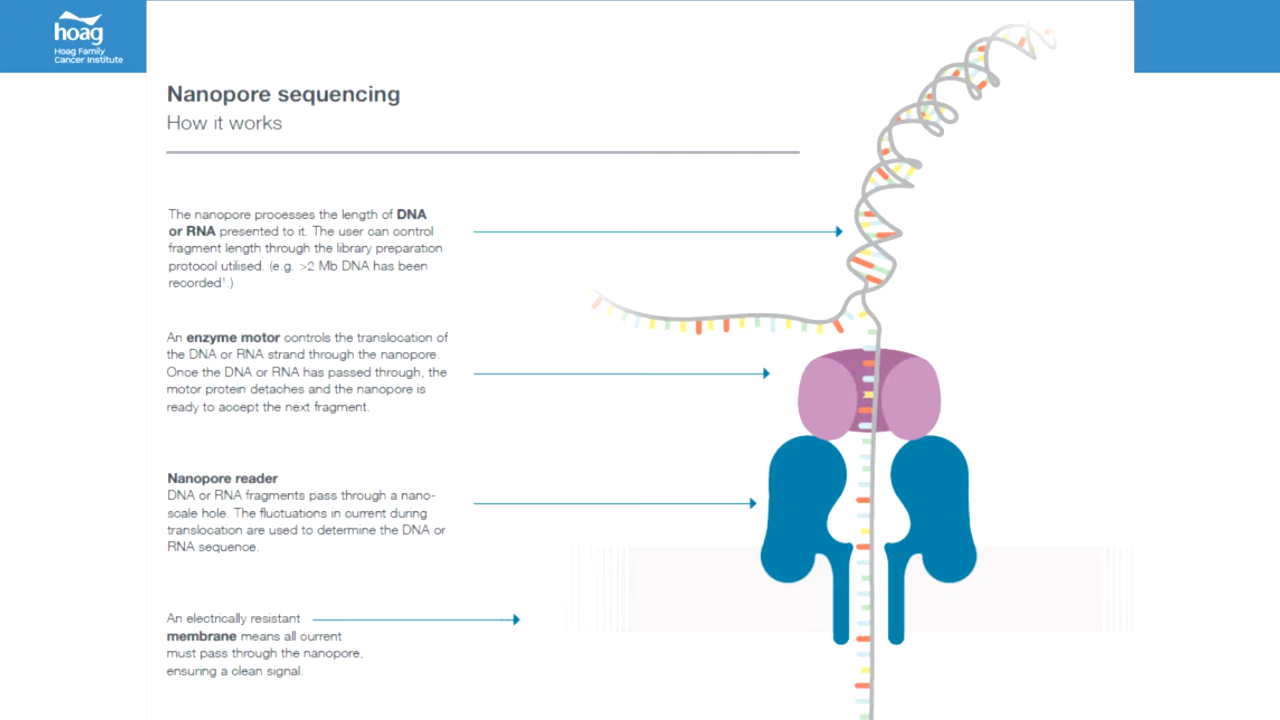 hoag
Hoag Family
Cancer Institute
Nanopore sequencing
How it works
The nanopore processes the length of DNA
or RNA presented to it. The user can control
fragment length through the library preparation
protocol utilised. (e.g. >2 Mb DNA has been
recorded¹.)
An enzyme motor controls the translocation of
the DNA or RNA strand through the nanopore.
Once the DNA or RNA has passed through, the
motor protein detaches and the nanopore is
ready to accept the next fragment.
Nanopore reader
DNA or RNA fragments pass through a nano-
scale hole. The fluctuations in current during
translocation are used to determine the DNA or
RNA sequence.
An electrically resistant
membrane means all current
must pass through the nanopore,
ensuring a clean signal.